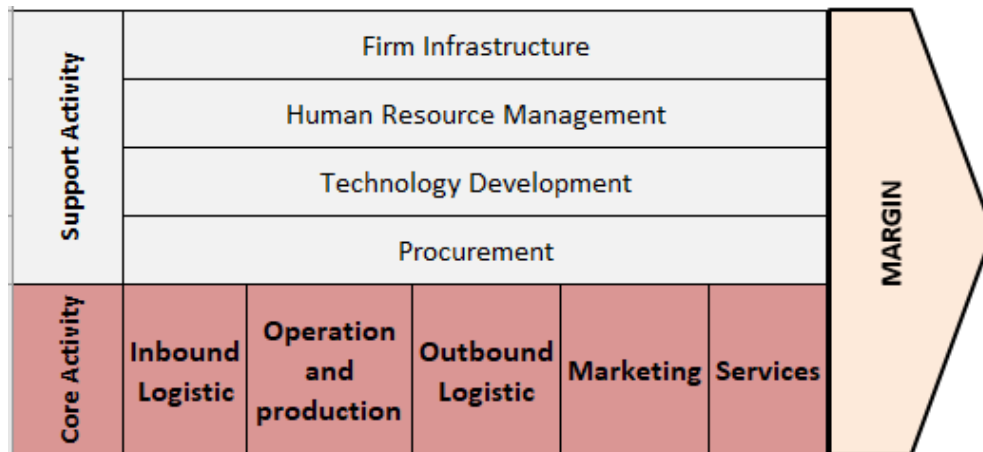 Support Activity
Firm Infrastructure
Human Resource Management
Technology Development
Procurement
Core Activity
Inbound
Logistic
Operation
and
production
Outbound
Logistic
Marketing
Services
MARGIN